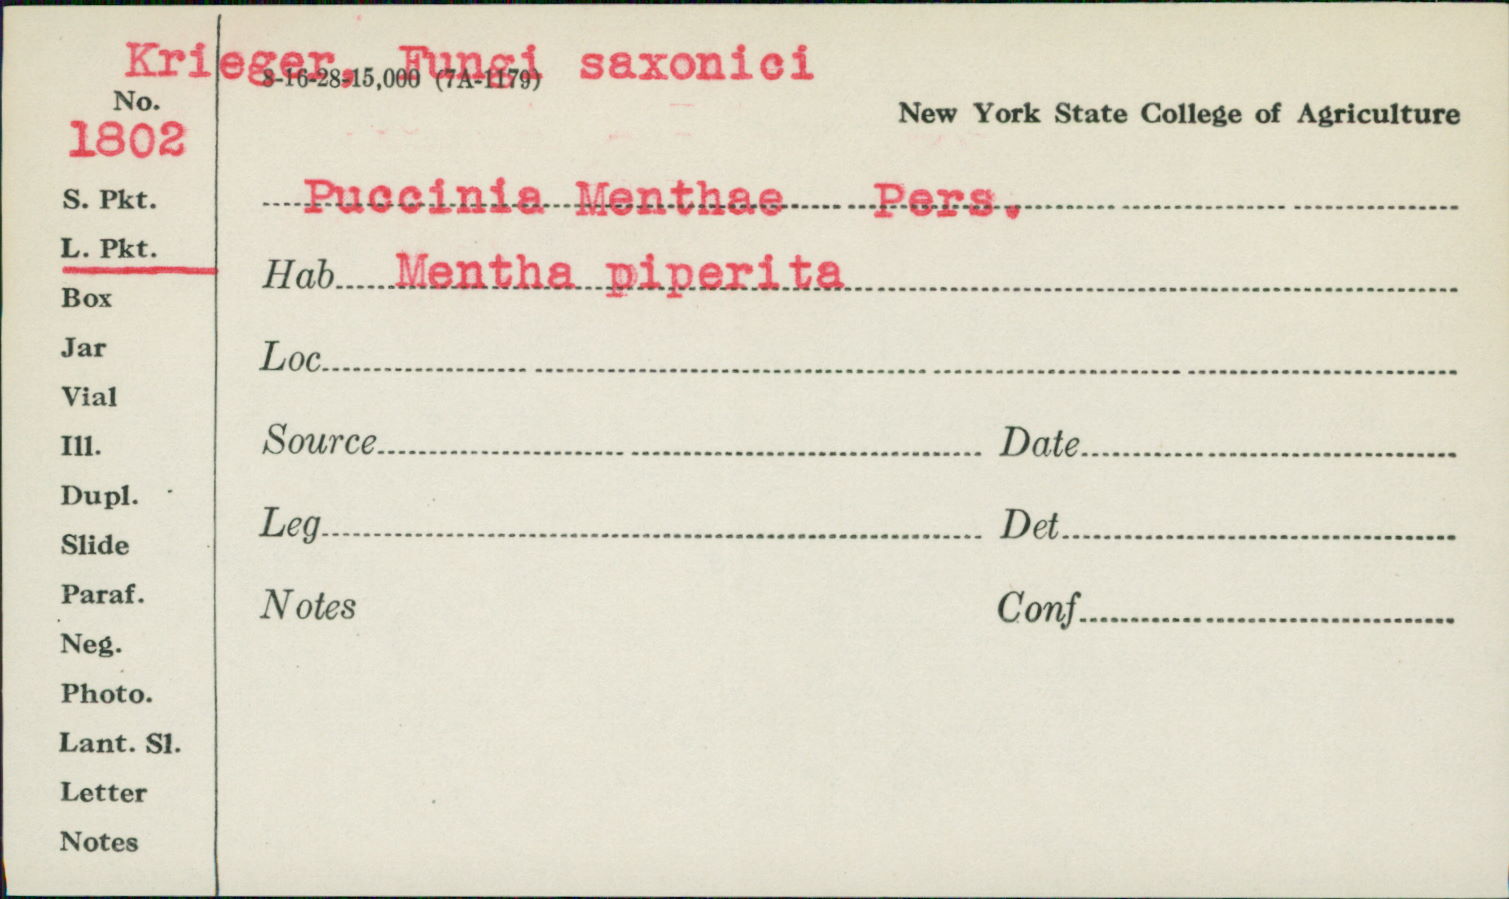 Krieger, Fungi saxonici
8-16-28-15,000 (7A-1179)
No.
New York State College of Agriculture
1802
S. Pkt.
Puccinia Menthae Pers.
L. Pkt.
Hab Mentha piperita
Box
Jar
Loc
Vial
Ill.
Source Date
Dupl.
Leg Det
Slide
Paraf.
Notes Conf
Neg.
Photo.
Lant. Sl.
Letter
Notes